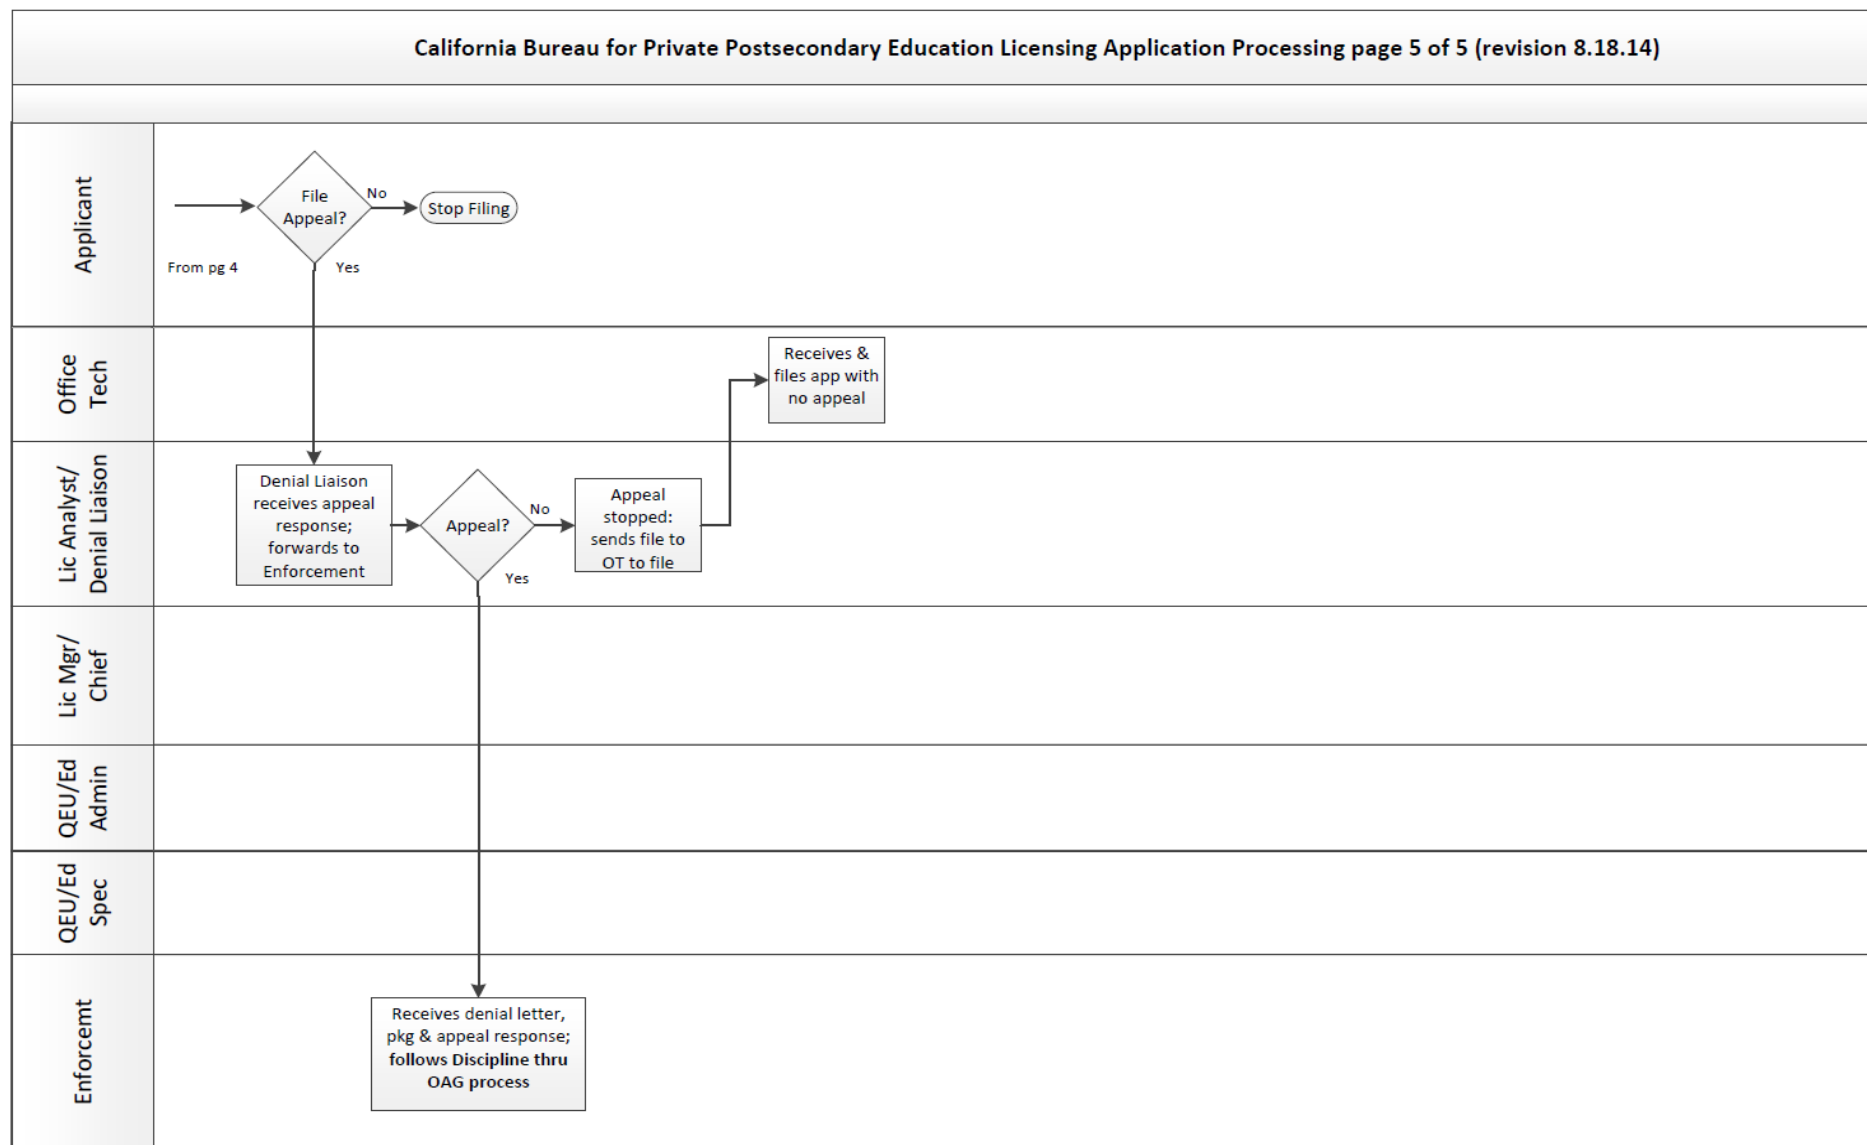 California Bureau for Private Postsecondary Education Licensing Application Processing page 5 of 5 (revision 8.18.14)
Applicant
File
Appeal?
No
Stop Filing
From pg 4
Yes
Office
Tech
Receives &
files app with
no appeal
Lic Analyst/
Denial Liaison
Denial Liaison
receives appeal
response;
forwards to
Enforcement
Appeal?
No
Yes
Appeal
stopped:
sends file to
OT to file
Lic Mgr/
Chief
QEU/Ed
Admin
QEU/Ed
Spec
Enforcemt
Receives denial letter,
pkg & appeal response;
follows Discipline thru
OAG process